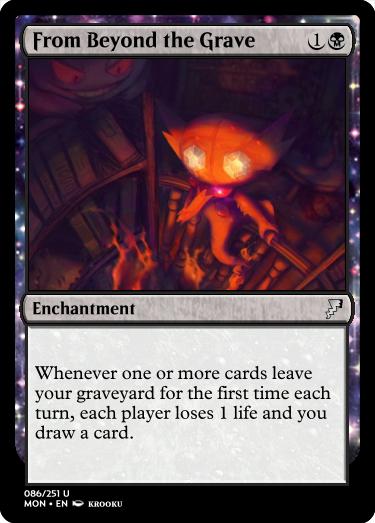 From Beyond the Grave 1
Enchantment
Whenever one or more cards leave
your graveyard for the first time each
turn, each player loses 1 life and you
draw a card.
086/251 U
MON • EN KROOKU